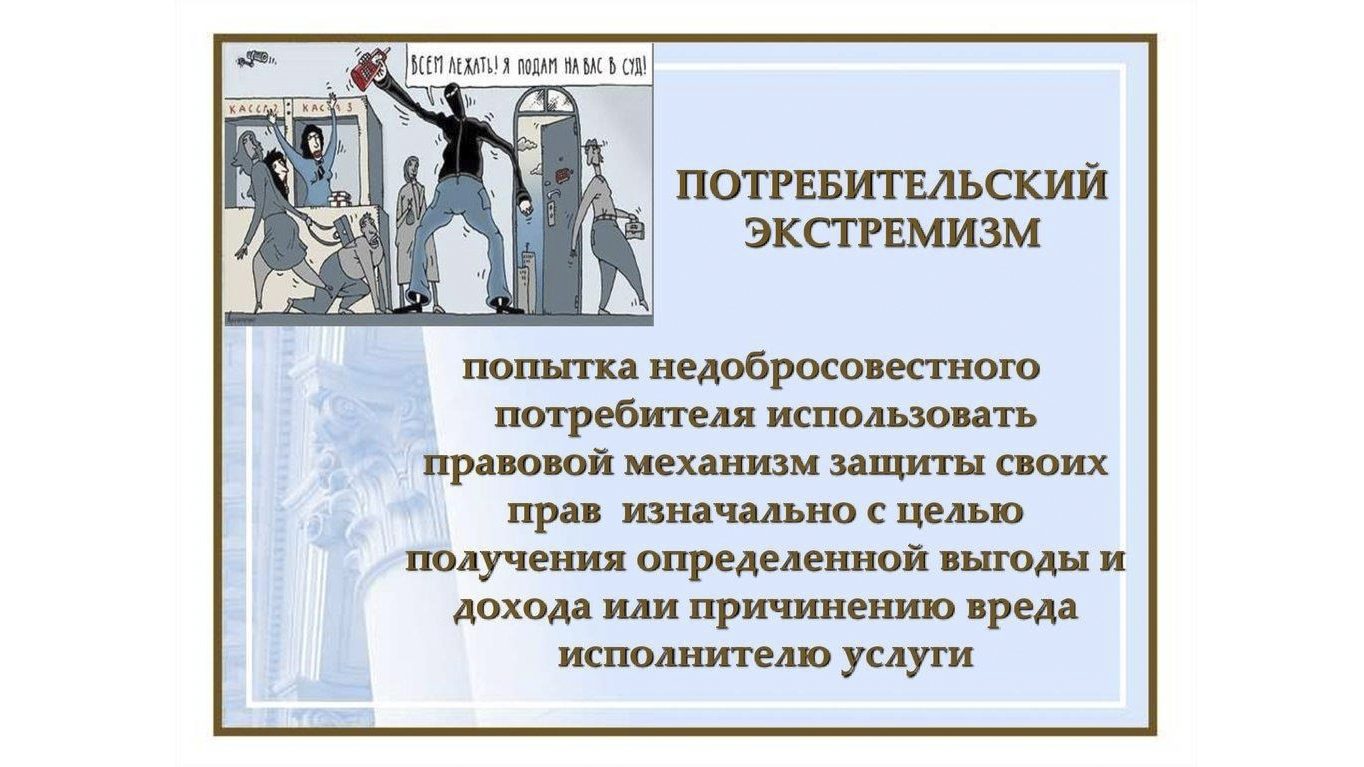 ВСЕМ ЛЕЖАТЬ! Я ПОДАМ НА ВАС В СУД!
КАССА 2 КАССА 3
ПОТРЕБИТЕЛЬСКИЙ
ЭКСТРЕМИЗМ
попытка недобросовестного
потребителя использовать
правовой механизм защиты своих
прав изначально с целью
получения определенной выгоды и
дохода или причинению вреда
исполнителю услуги